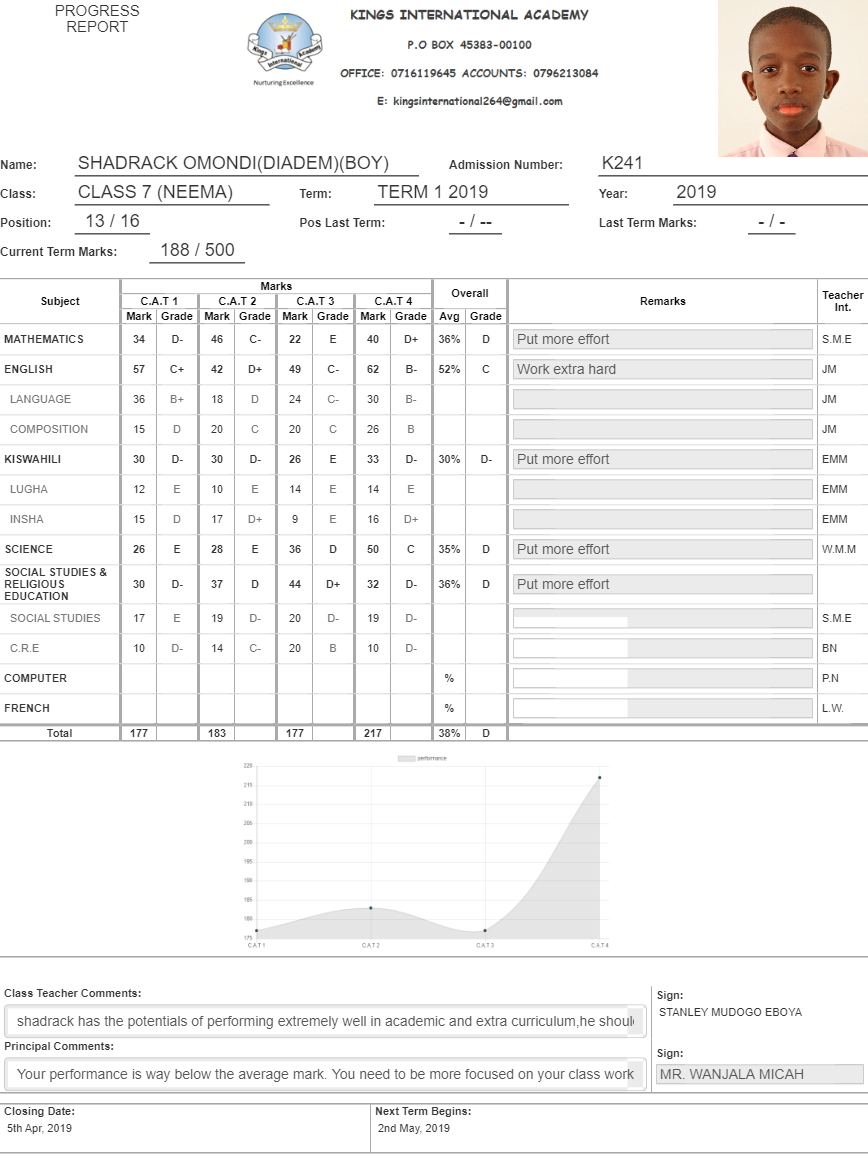 PROGRESS
REPORT
KINGS INTERNATIONAL ACADEMY
P.O BOX 45383-00100
OFFICE: 0716119645 ACCOUNTS: 0796213084
E: kingsinternational264@gmail.com
Kings Academy
International
Nurturing Excellence
Name: SHADRACK OMONDI(DIADEM)(BOY) Admission Number: K241
Class: CLASS 7 (NEEMA) Term: TERM 1 2019 Year: 2019
Position: 13 / 16 Pos Last Term: - / -- Last Term Marks: - / -
Current Term Marks: 188 / 500
Subject Marks Overall Remarks Teacher Int.
C.A.T 1 C.A.T 2 C.A.T 3 C.A.T 4
Mark Grade Mark Grade Mark Grade Mark Grade Avg Grade
MATHEMATICS 34 D- 46 C- 22 E 40 D+ 36% D Put more effort S.M.E
ENGLISH 57 C+ 42 D+ 49 C- 62 B- 52% C Work extra hard JM
LANGUAGE 36 B+ 18 D 24 C- 30 B- JM
COMPOSITION 15 D 20 C 20 C 26 B JM
KISWAHILI 30 D- 30 D- 26 E 33 D- 30% D- Put more effort EMM
LUGHA 12 E 10 E 14 E 14 E EMM
INSHA 15 D 17 D+ 9 E 16 D+ EMM
SCIENCE 26 E 28 E 36 D 50 C 35% D Put more effort W.M.M
SOCIAL STUDIES &
RELIGIOUS
EDUCATION 30 D- 37 D 44 D+ 32 D- 36% D Put more effort
SOCIAL STUDIES 17 E 19 D- 20 D- 19 D- S.M.E
C.R.E 10 D- 14 C- 20 B 10 D- BN
COMPUTER % P.N
FRENCH % L.W.
Total 177 183 177 217 38% D
performance
220
215
210
205
200
195
190
185
180
175
C.A.T 1 C.A.T 2 C.A.T 3 C.A.T 4
Class Teacher Comments:
shadrack has the potentials of performing extremely well in academic and extra curriculum,he shoul
Sign:
STANLEY MUDOGO EBOYA
Principal Comments:
Your performance is way below the average mark. You need to be more focused on your class work
Sign:
MR. WANJALA MICAH
Closing Date:
5th Apr, 2019
Next Term Begins:
2nd May, 2019